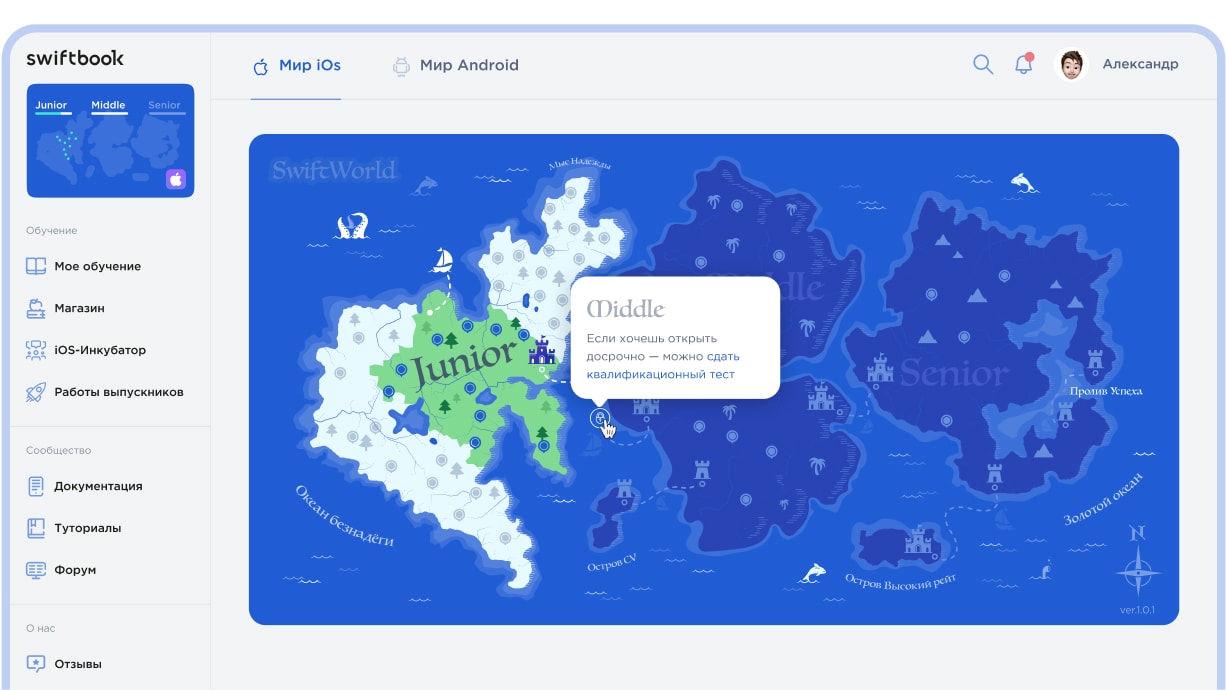 swiftbook
Junior Middle Senior
Обучение
Мое обучение
Магазин
iOS-Инкубатор
Работы выпускников
Сообщество
Документация
Туториалы
Форум
О нас
Отзывы
Мир iOs
Мир Android
Александр
SwiftWorld
Мыс Надежды
Middle
Если хочешь открыть
досрочно — можно сдать
квалификационный тест
Junior
Senior
Пролив Успеха
Океан безнадёги
Остров CV
Остров Высокий рейт
Золотой океан
N
ver.1.0.1